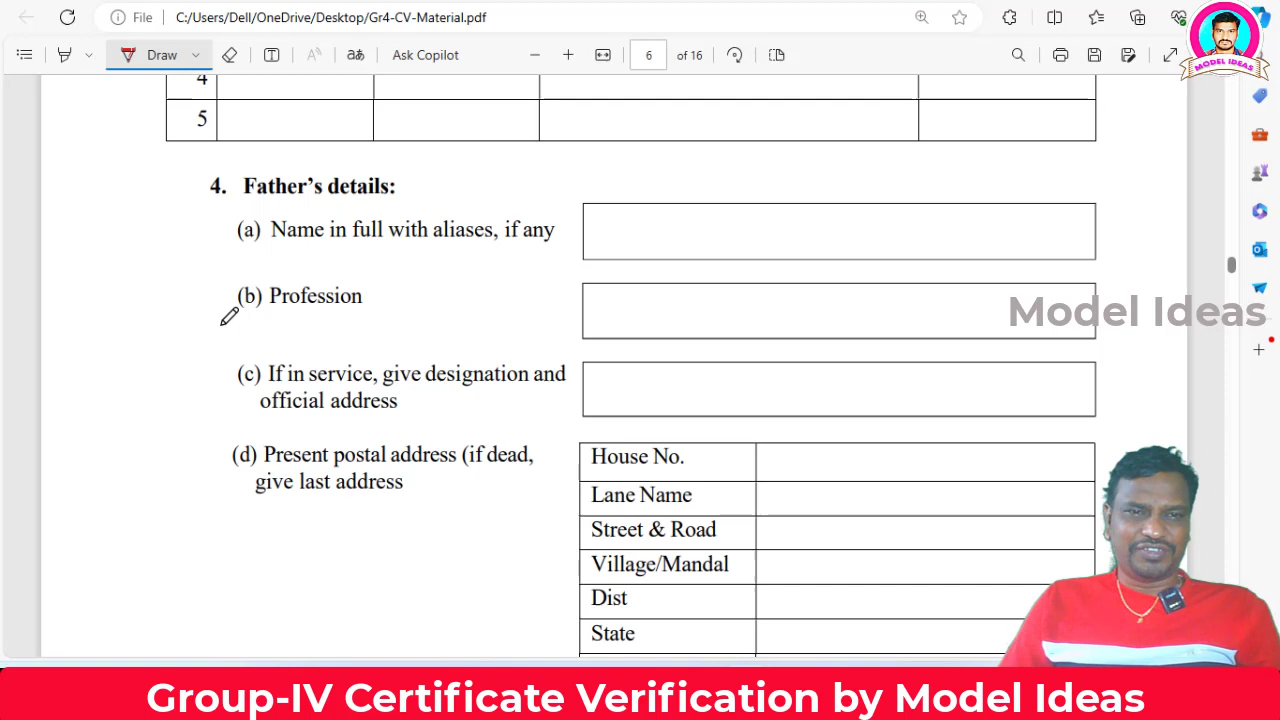 File C:/Users/Dell/OneDrive/Desktop/Gr4-CV-Material.pdf
Draw aあ Ask Copilot 6 of 16
MODEL IDEAS
4
5
4. Father's details:
(a) Name in full with aliases, if any
(b) Profession
Model Ideas
(c) If in service, give designation and
official address
(d) Present postal address (if dead,
give last address
House No.
Lane Name
Street & Road
Village/Mandal
Dist
State
Group-IV Certificate Verification by Model Ideas